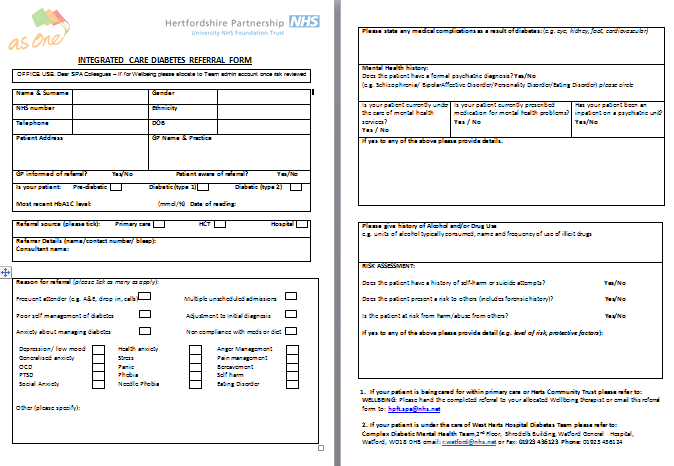 as One
Hertfordshire Partnership NHS
University NHS Foundation Trust
INTEGRATED CARE DIABETES REFERRAL FORM
OFFICE USE: Dear SPA Colleagues – If for Wellbeing please allocate to Team admin account once risk reviewed
Name & Surname
Gender
NHS number
Ethnicity
Telephone
DOB
Patient Address
GP Name & Practice
GP informed of referral? Yes/No Patient aware of referral? Yes/No
Is your patient: Pre-diabetic Diabetic (type 1) Diabetic (type 2)
Most recent HbA1C level: (mmol/%) Date of reading:
Referral source (please tick): Primary care HCT Hospital
Referrer Details (name/contact number/ bleep):
Consultant name:
Reason for referral (please tick as many as apply):
Frequent attender (e.g. A&E, drop in, calls) Multiple unscheduled admissions
Poor self management of diabetes Adjustment to initial diagnosis
Anxiety about managing diabetes Non compliance with meds or diet
Depression/ low mood Health anxiety Anger Management
Generalised anxiety Stress Pain management
OCD Panic Bereavement
PTSD Phobia Self harm
Social Anxiety Needle Phobia Eating Disorder
Other (please specify):
Please state any medical complications as a result of diabetes: (e.g. eye, kidney, foot, cardiovascular)
Mental Health history:
Does the patient have a formal psychiatric diagnosis? Yes/No
(e.g. Schizophrenia/ Bipolar Affective Disorder/Personality Disorder/Eating Disorder) please circle
Is your patient currently under the care of mental health services?
Yes / No
Is your patient currently prescribed medication for mental health problems?
Yes / No
Has your patient been an inpatient on a psychiatric unit?
Yes/No
If yes to any of the above please provide details.
Please give history of Alcohol and/or Drug Use
e.g. units of alcohol typically consumed, name and frequency of use of illicit drugs
RISK ASSESSMENT:
Does the patient have a history of self-harm or suicide attempts? Yes/No
Does the patient present a risk to others (includes forensic history)? Yes/No
Is the patient at risk from harm/abuse from others? Yes/No
If yes to any of the above please provide detail (e.g. level of risk, protective factors):
1. If your patient is being cared for within primary care or Herts Community Trust please refer to:
WELLBEING: Please hand the completed referral to your allocated Wellbeing therapist or email this referral
form to: hpft.spa@nhs.net
2. If your patient is under the care of West Herts Hospital Diabetes Team please refer to:
Complex Diabetic Mental Health Team, 2nd Floor, Shrodells Building, Watford General Hospital,
Watford, WD18 0HB email: r.watford@nhs.net or Fax: 01923 436123 Phone: 01923 436124